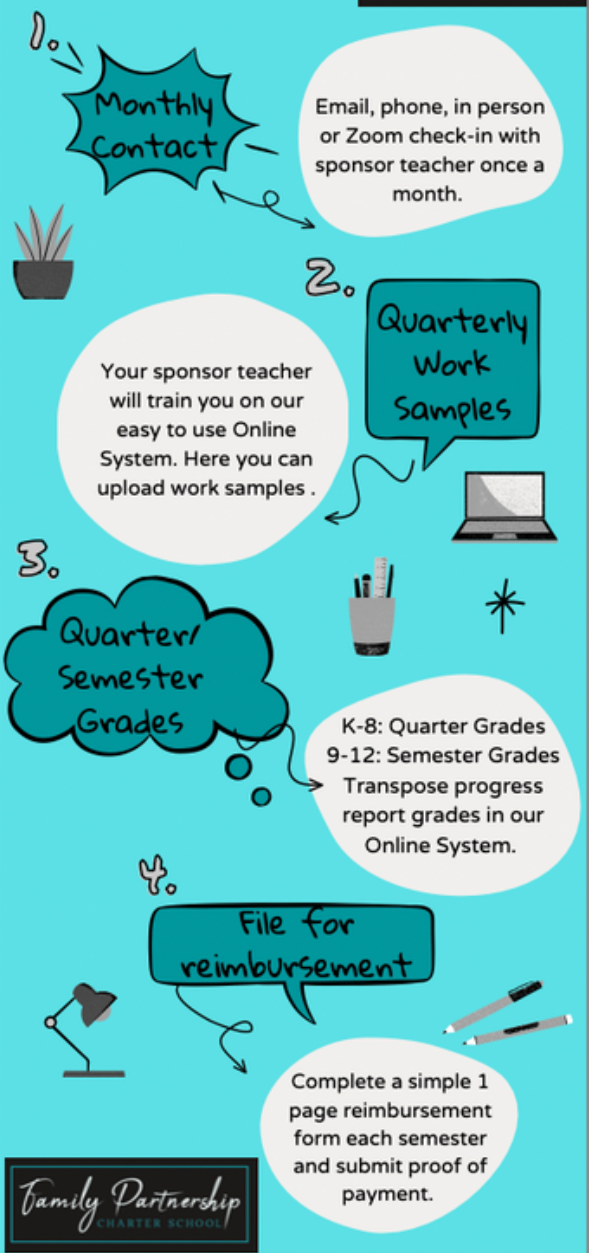 1.
Monthly
Contact
Email, phone, in person
or Zoom check-in with
sponsor teacher once a
month.
2.
Quarterly
Work
Samples
Your sponsor teacher
will train you on our
easy to use Online
System. Here you can
upload work samples .
3.
Quarter/
Semester
Grades
K-8: Quarter Grades
9-12: Semester Grades
Transpose progress
report grades in our
Online System.
4.
File for
reimbursement
Complete a simple 1
page reimbursement
form each semester
and submit proof of
payment.
Family Partnership
CHARTER SCHOOL